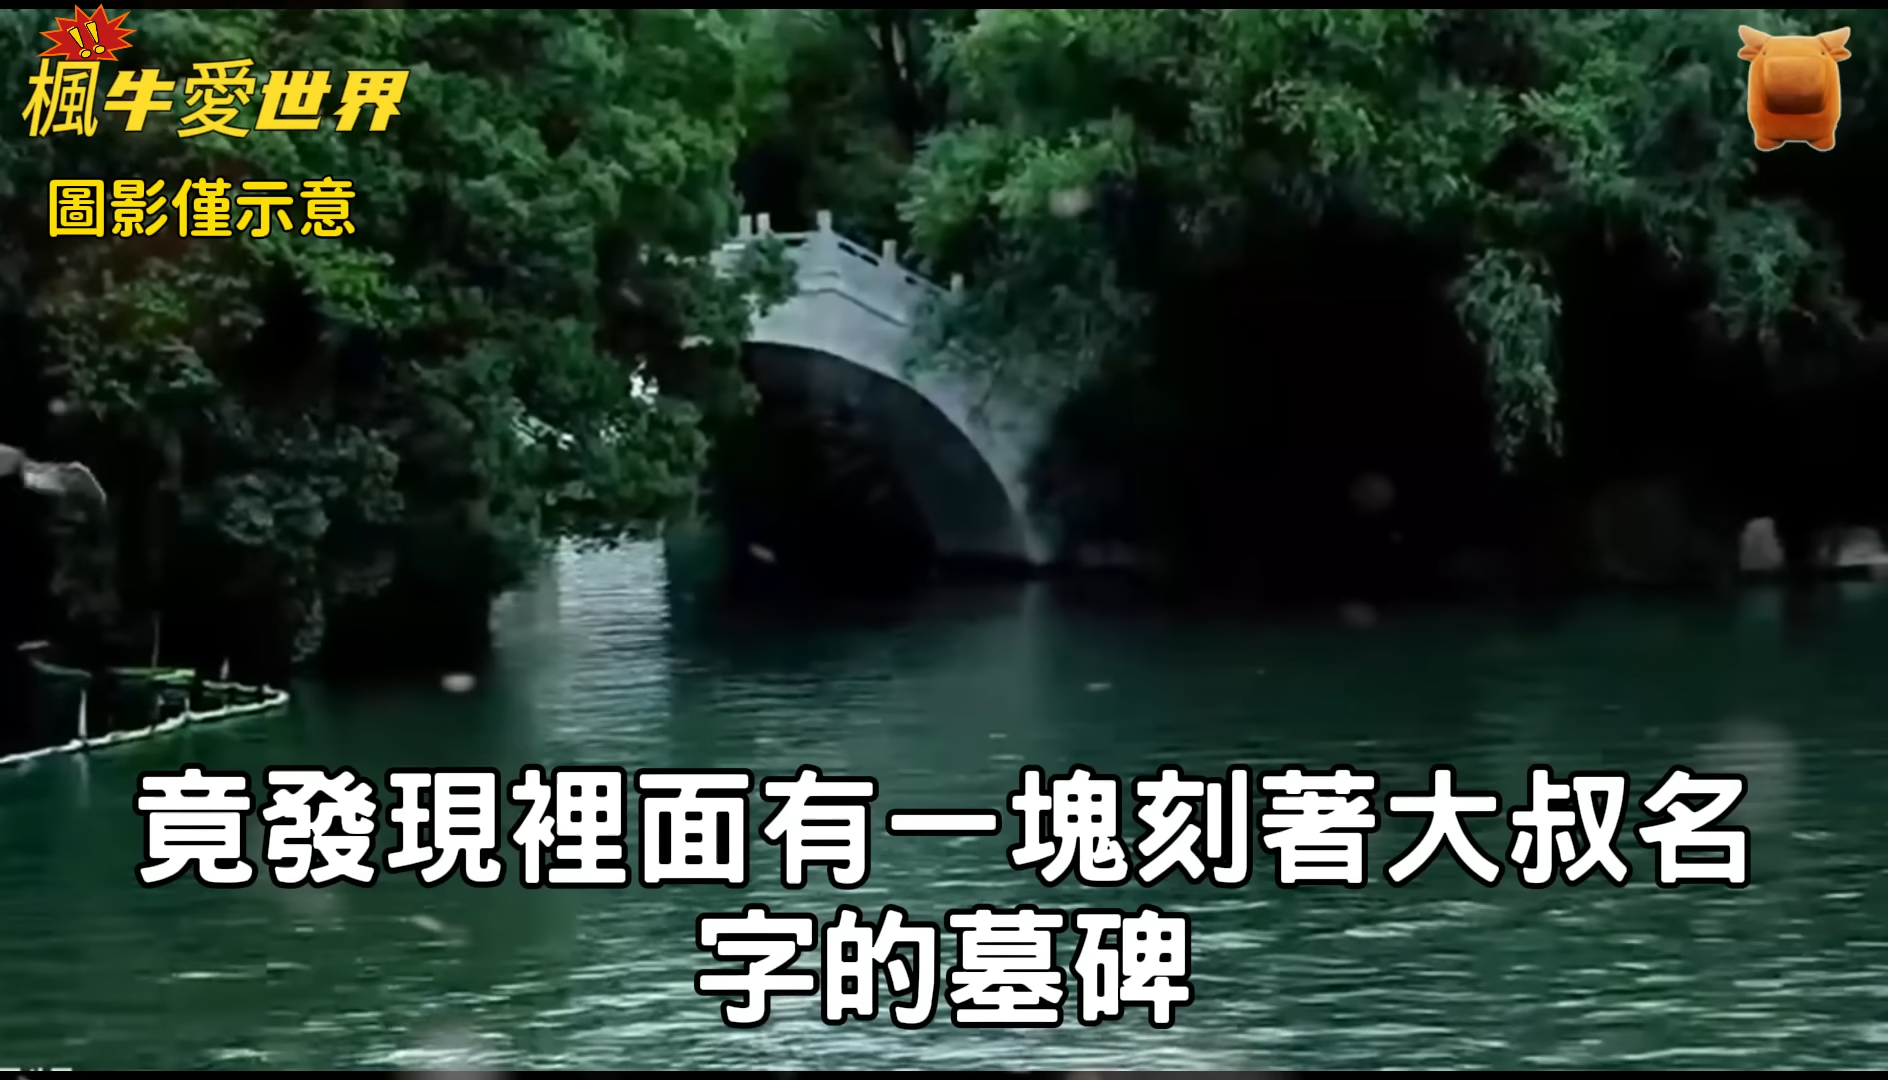 楓牛愛世界
圖影僅示意
竟發現裡面有一塊刻著大叔名
字的墓碑